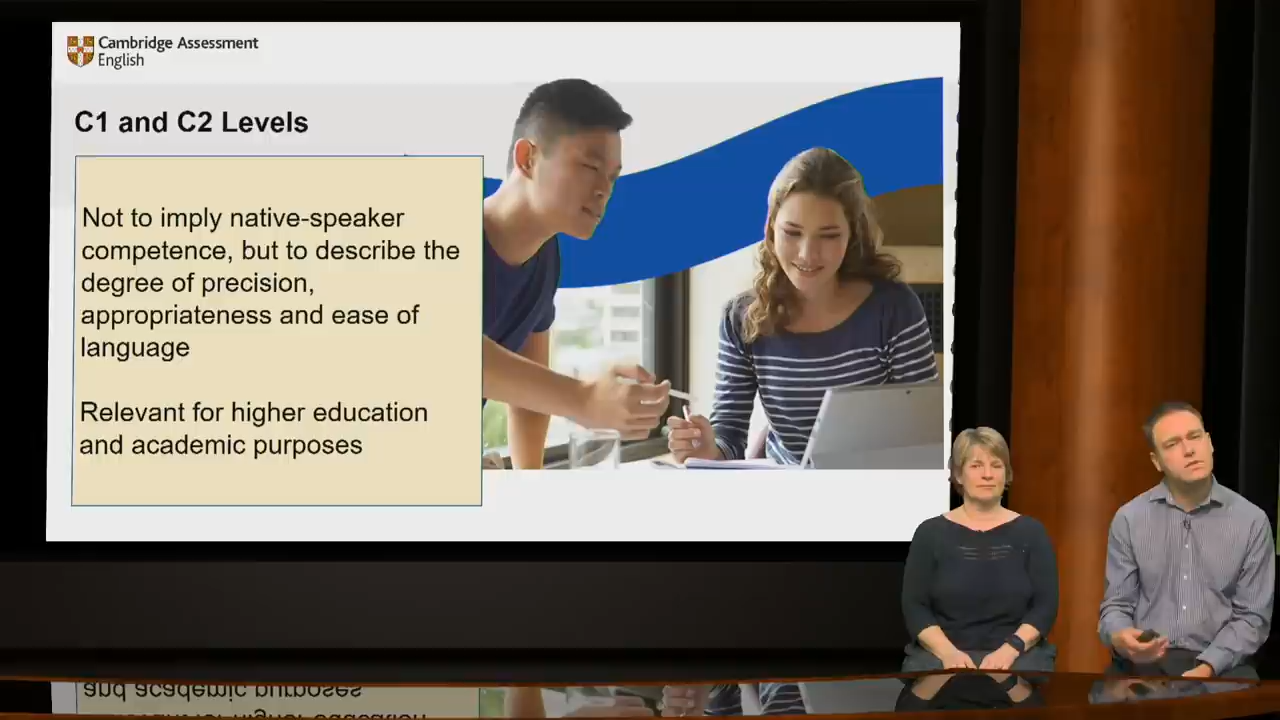 Cambridge Assessment
English
C1 and C2 Levels
Not to imply native-speaker
competence, but to describe the
degree of precision,
appropriateness and ease of
language
Relevant for higher education
and academic purposes